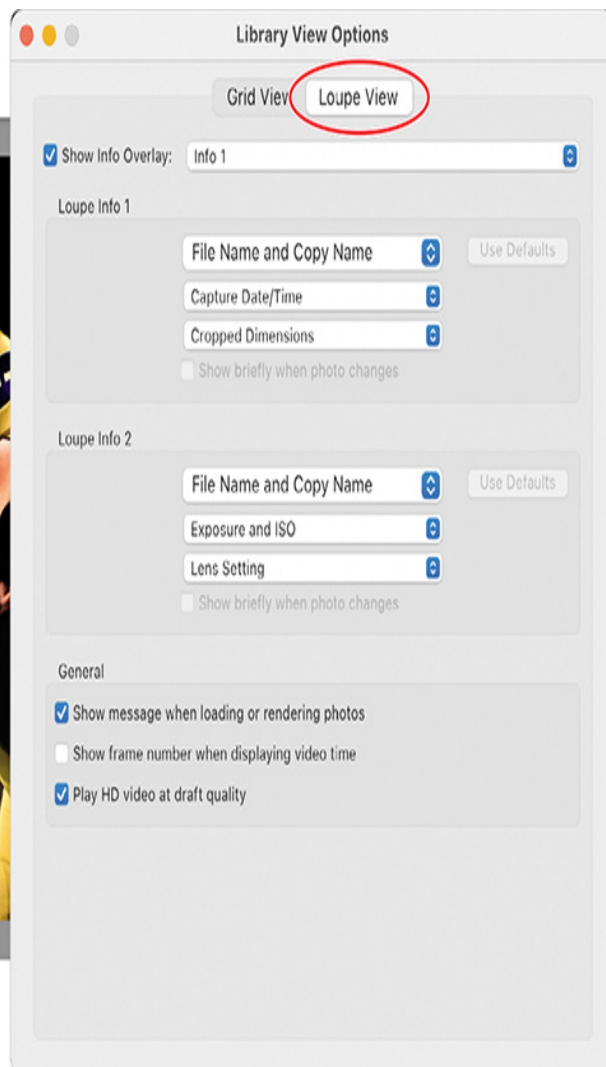 Library View Options
Grid View Loupe View
Show Info Overlay: Info 1
Loupe Info 1
File Name and Copy Name Use Defaults
Capture Date/Time
Cropped Dimensions
Show briefly when photo changes
Loupe Info 2
File Name and Copy Name Use Defaults
Exposure and ISO
Lens Setting
Show briefly when photo changes
General
Show message when loading or rendering photos
Show frame number when displaying video time
Play HD video at draft quality